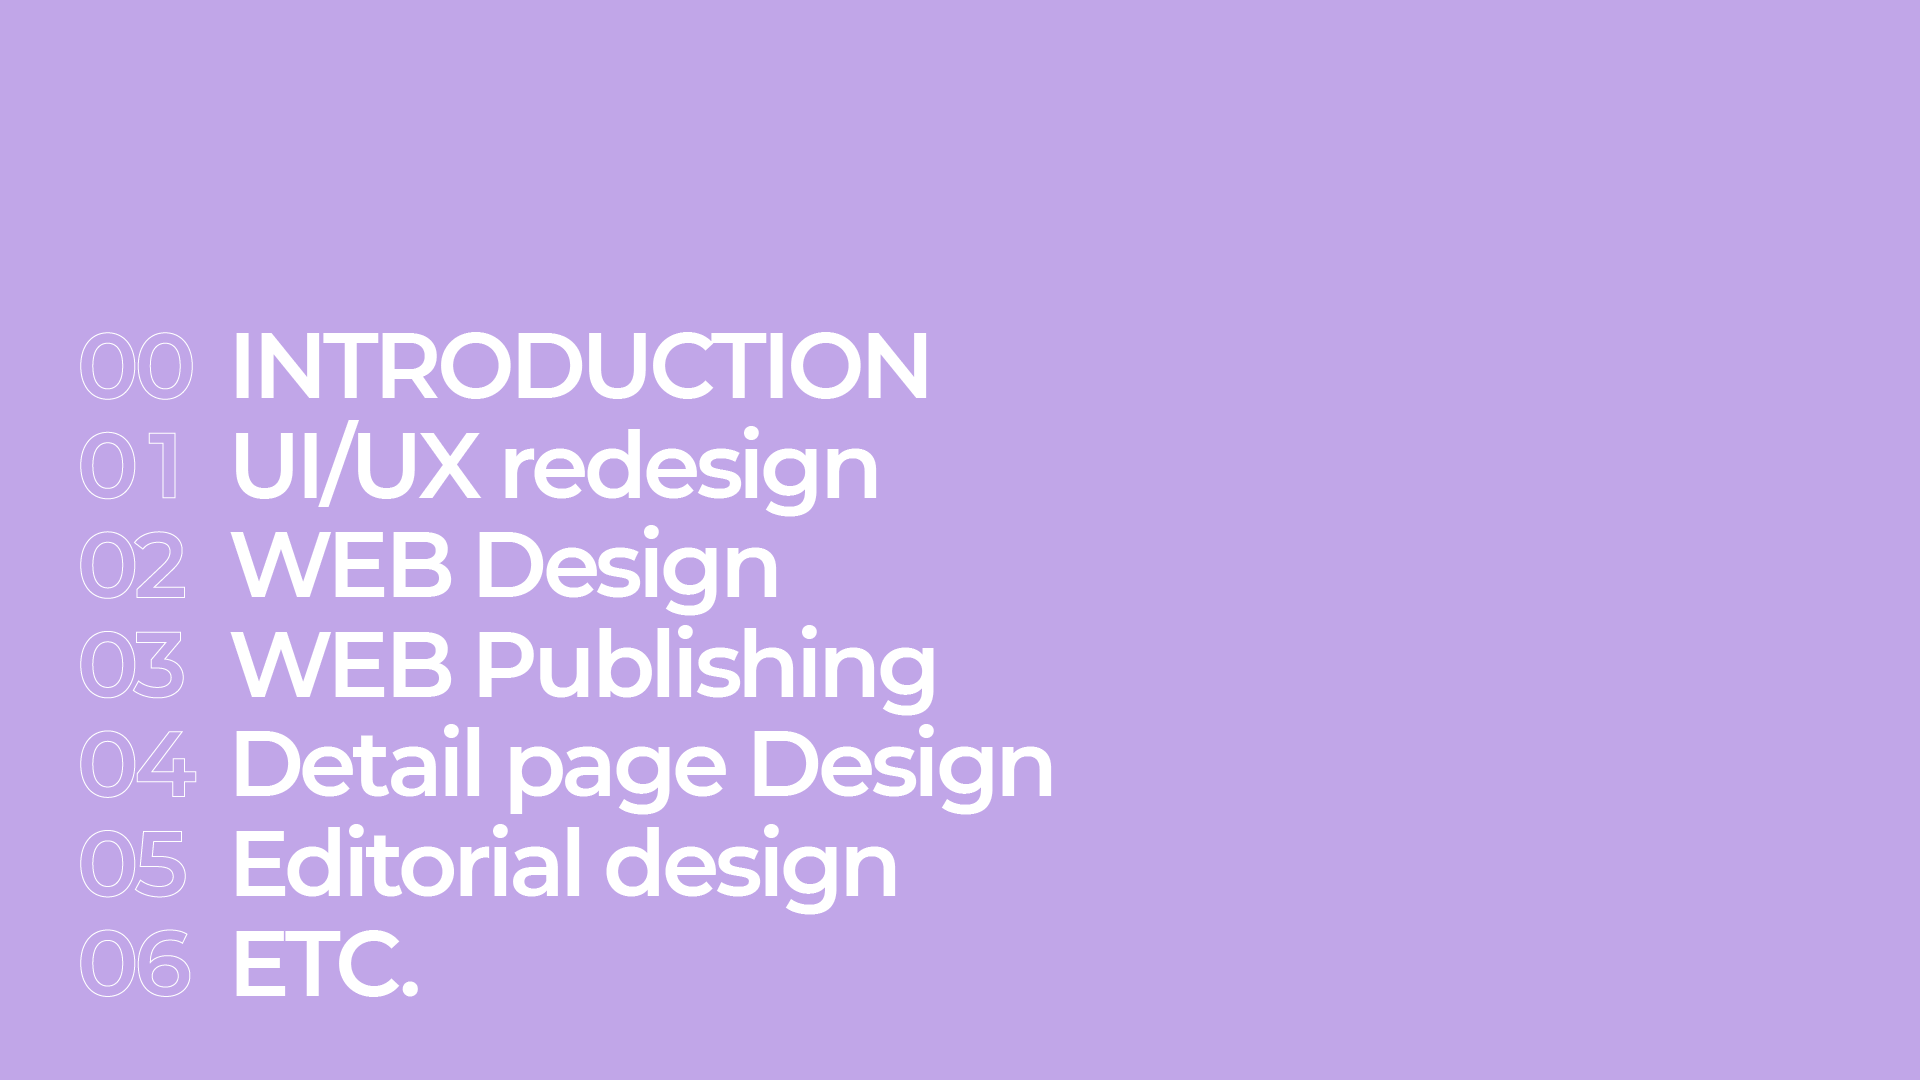 00 INTRODUCTION
01 UI/UX redesign
02 WEB Design
03 WEB Publishing
04 Detail page Design
05 Editorial design
06 ETC.